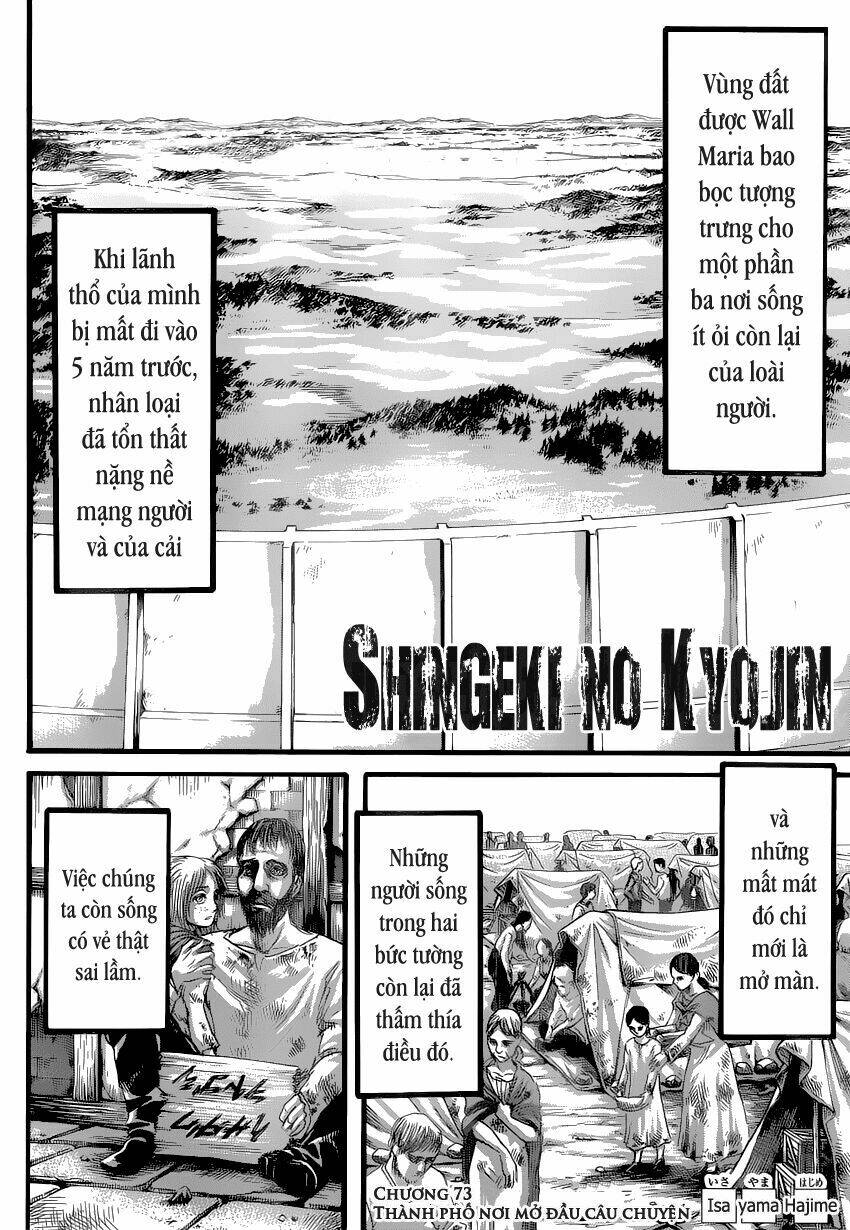 Vùng đất
được Wall
Maria bao
bọc tượng
trưng cho
một phần
ba nơi sống
ít ỏi còn lại
của loài
người.
Khi lãnh
thổ của mình
bị mất đi vào
5 năm trước,
nhân loại
đã tổn thất
nặng nề
mạng người
và của cải
SHINGEKI NO KYOJIN
và
những
mất mát
đó chỉ
mới là
mở màn.
Những
người sống
trong hai
bức tường
còn lại đã
thấm thía
điều đó.
Việc chúng
ta còn sống
có vẻ thật
sai lầm.
CHƯƠNG 73
THÀNH PHỐ NƠI MỞ ĐẦU CÂU CHUYỆN
いさ やま はじめ
Isa yama Hajime